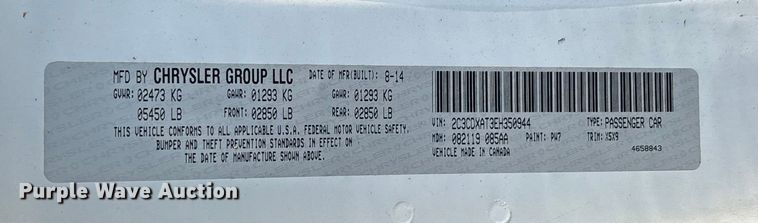 MFD BY CHRYSLER GROUP LLC DATE OF MFR(BUILT): 8-14
GVWR: 02473 KG GAWR: 01293 KG GAWR: 01293 KG
05450 LB FRONT: 02850 LB REAR: 02850 LB
THIS VEHICLE CONFORMS TO ALL APPLICABLE U.S.A. FEDERAL MOTOR VEHICLE SAFETY,
BUMPER AND THEFT PREVENTION STANDARDS IN EFFECT ON
THE DATE OF MANUFACTURE SHOWN ABOVE.
VIN: 2C3CDXAT3EH350944 TYPE: PASSENGER CAR
MDH: 082119 085AA PAINT: PW7 TRIM: X5X9
VEHICLE MADE IN CANADA 4658843
Purple Wave Auction